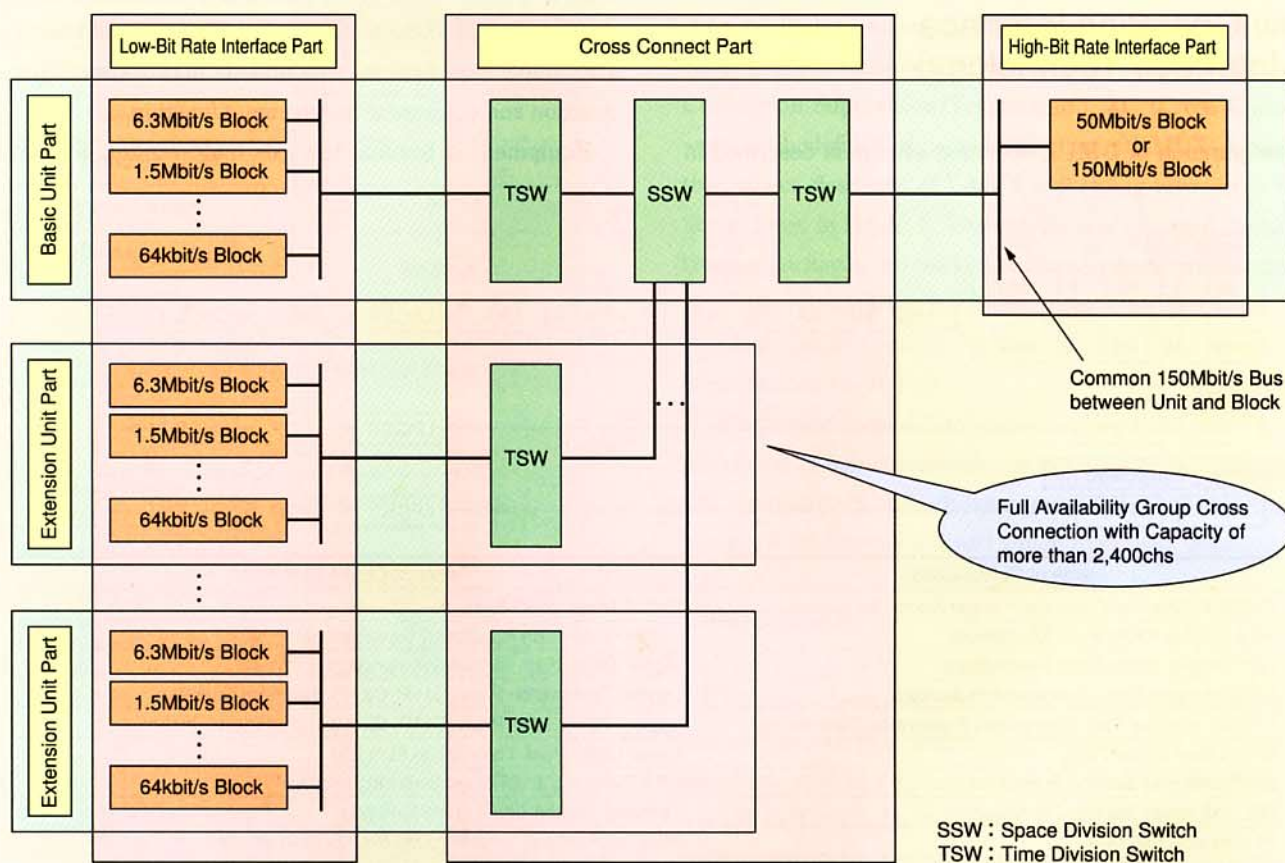 Low-Bit Rate Interface Part
Cross Connect Part
High-Bit Rate Interface Part
Basic Unit Part
6.3Mbit/s Block
1.5Mbit/s Block
64kbit/s Block
TSW
SSW
TSW
50Mbit/s Block
or
150Mbit/s Block
Common 150Mbit/s Bus
between Unit and Block
Extension Unit Part
6.3Mbit/s Block
1.5Mbit/s Block
64kbit/s Block
TSW
Full Availability Group Cross
Connection with Capacity of
more than 2,400chs
Extension Unit Part
6.3Mbit/s Block
1.5Mbit/s Block
64kbit/s Block
TSW
SSW : Space Division Switch
TSW : Time Division Switch